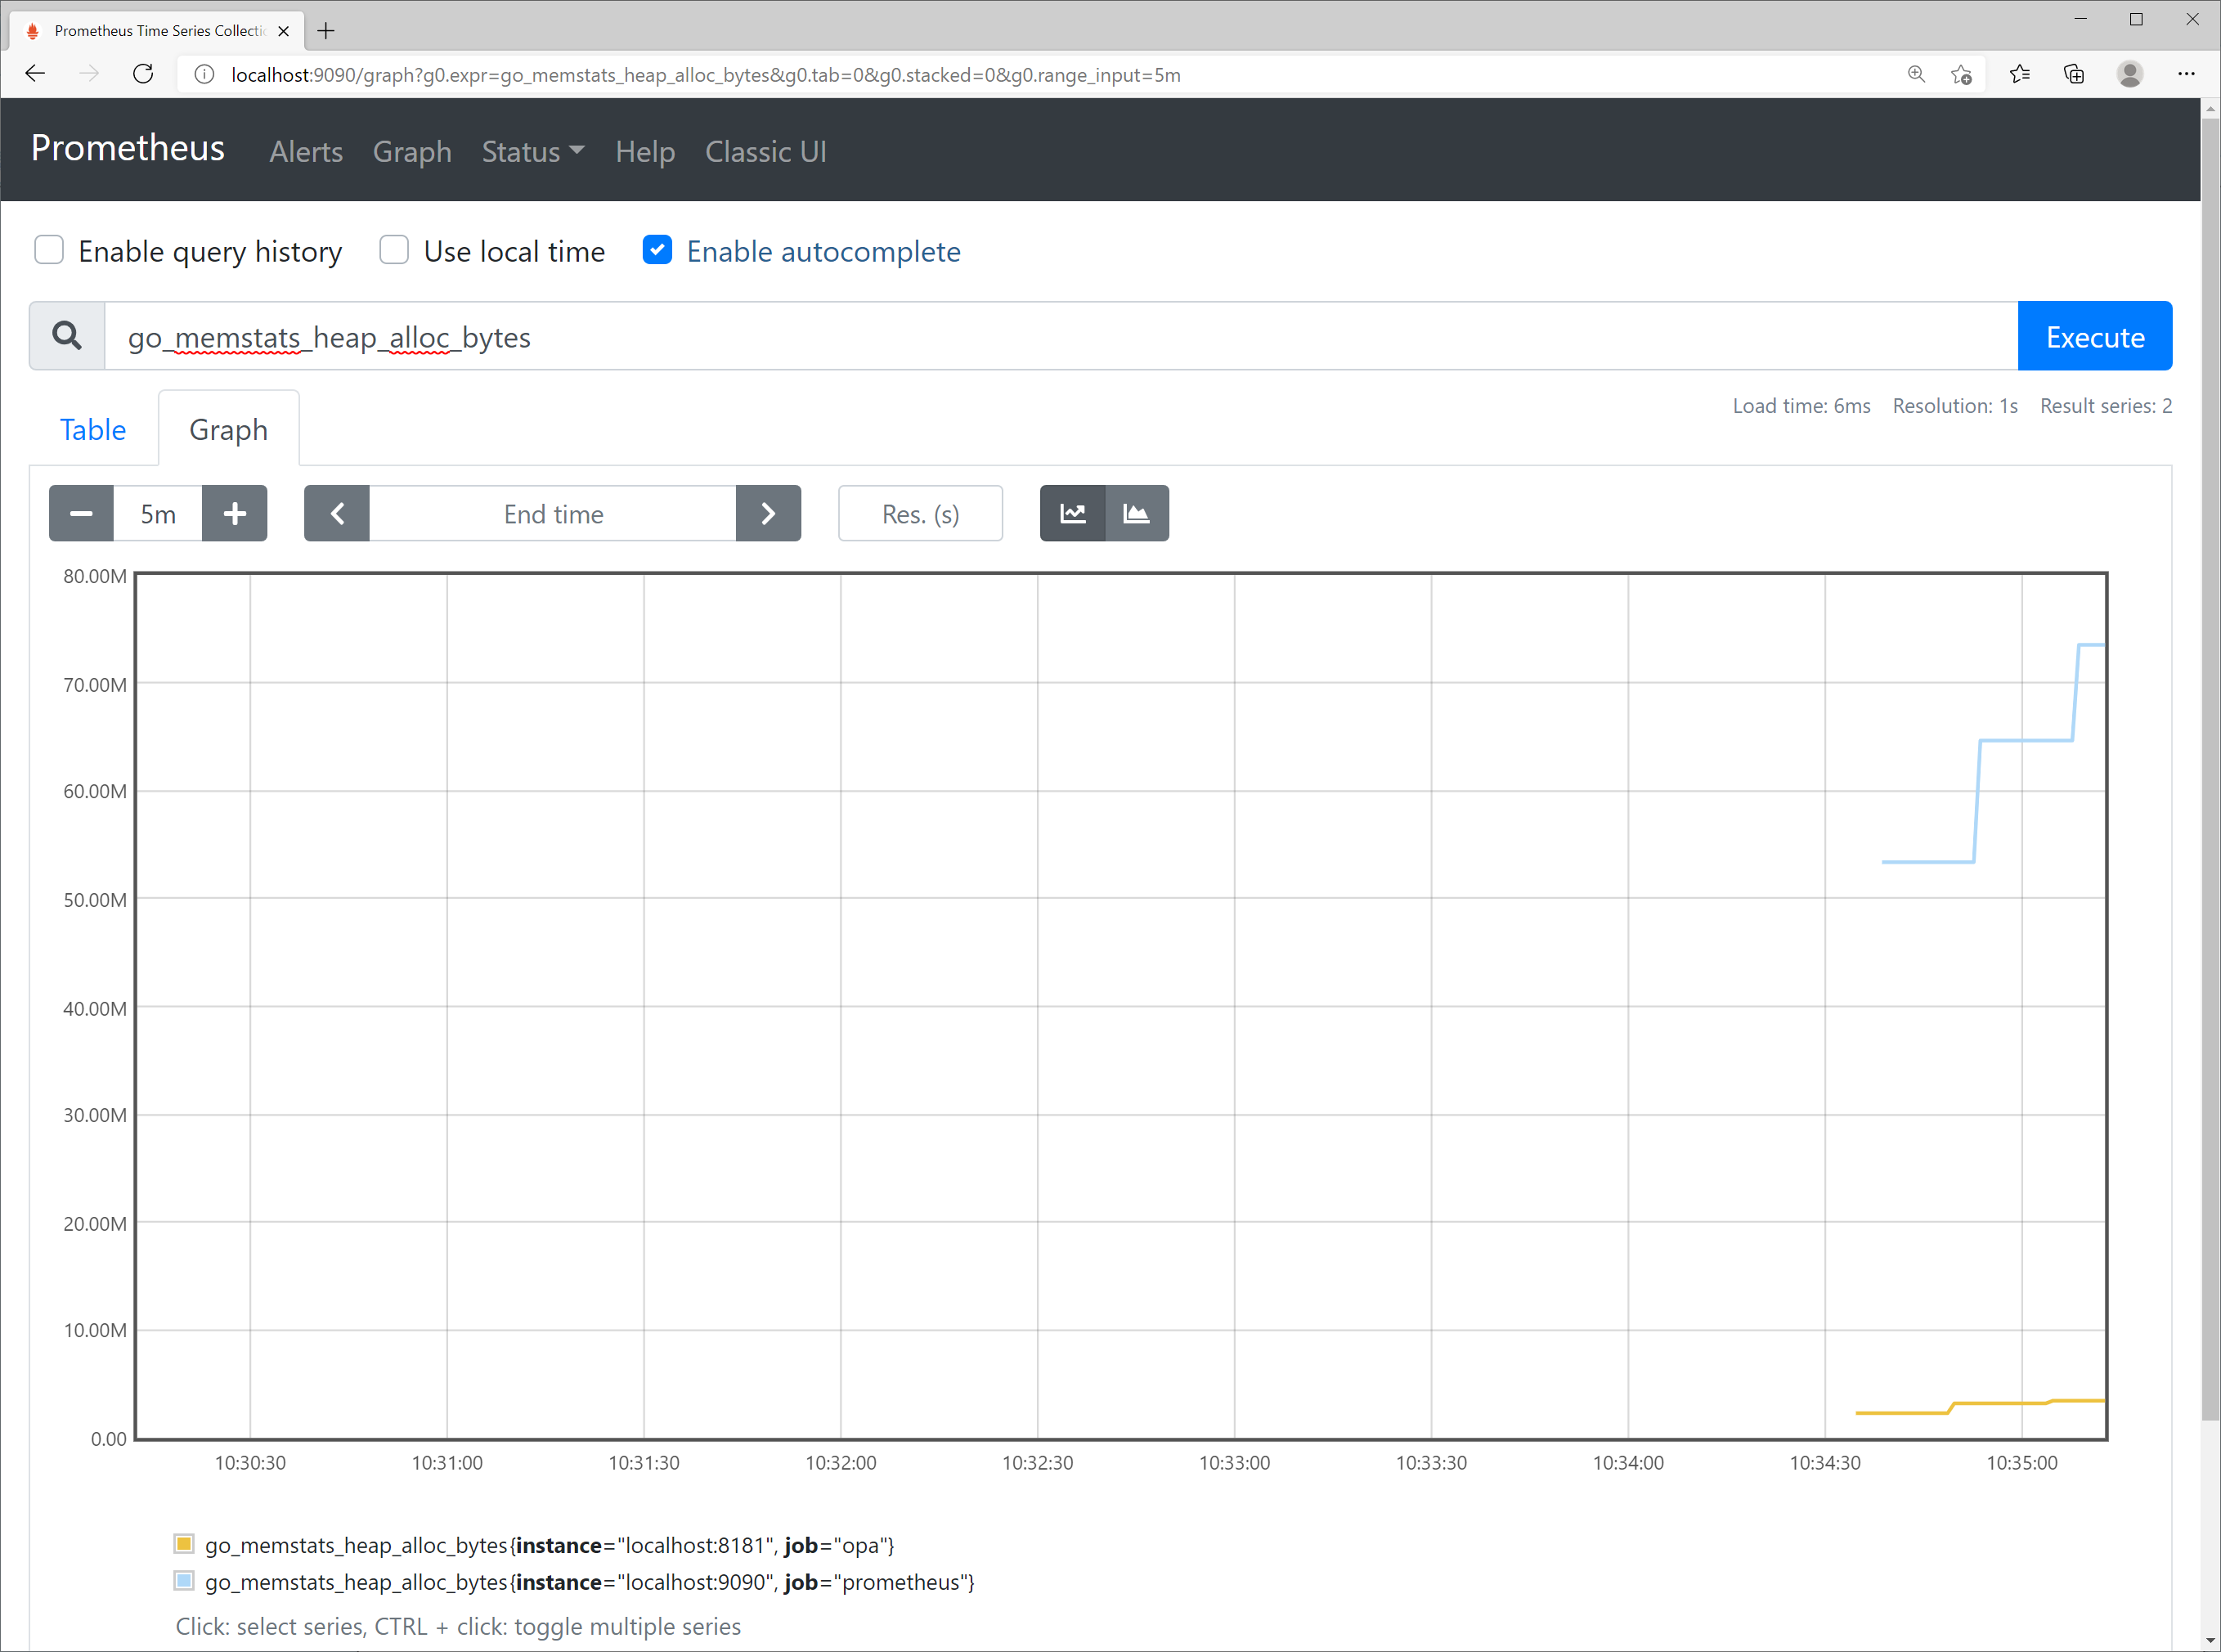 Prometheus Time Series Collectio
localhost:9090/graph?g0.expr=go_memstats_heap_alloc_bytes&g0.tab=0&g0.stacked=0&g0.range_input=5m
Prometheus Alerts Graph Status Help Classic UI
Enable query history Use local time Enable autocomplete
go_memstats_heap_alloc_bytes Execute
Load time: 6ms Resolution: 1s Result series: 2
Table Graph
5m End time Res. (s)
80.00M
70.00M
60.00M
50.00M
40.00M
30.00M
20.00M
10.00M
0.00
10:30:30 10:31:00 10:31:30 10:32:00 10:32:30 10:33:00 10:33:30 10:34:00 10:34:30 10:35:00
go_memstats_heap_alloc_bytes{instance="localhost:8181", job="opa"}
go_memstats_heap_alloc_bytes{instance="localhost:9090", job="prometheus"}
Click: select series, CTRL + click: toggle multiple series